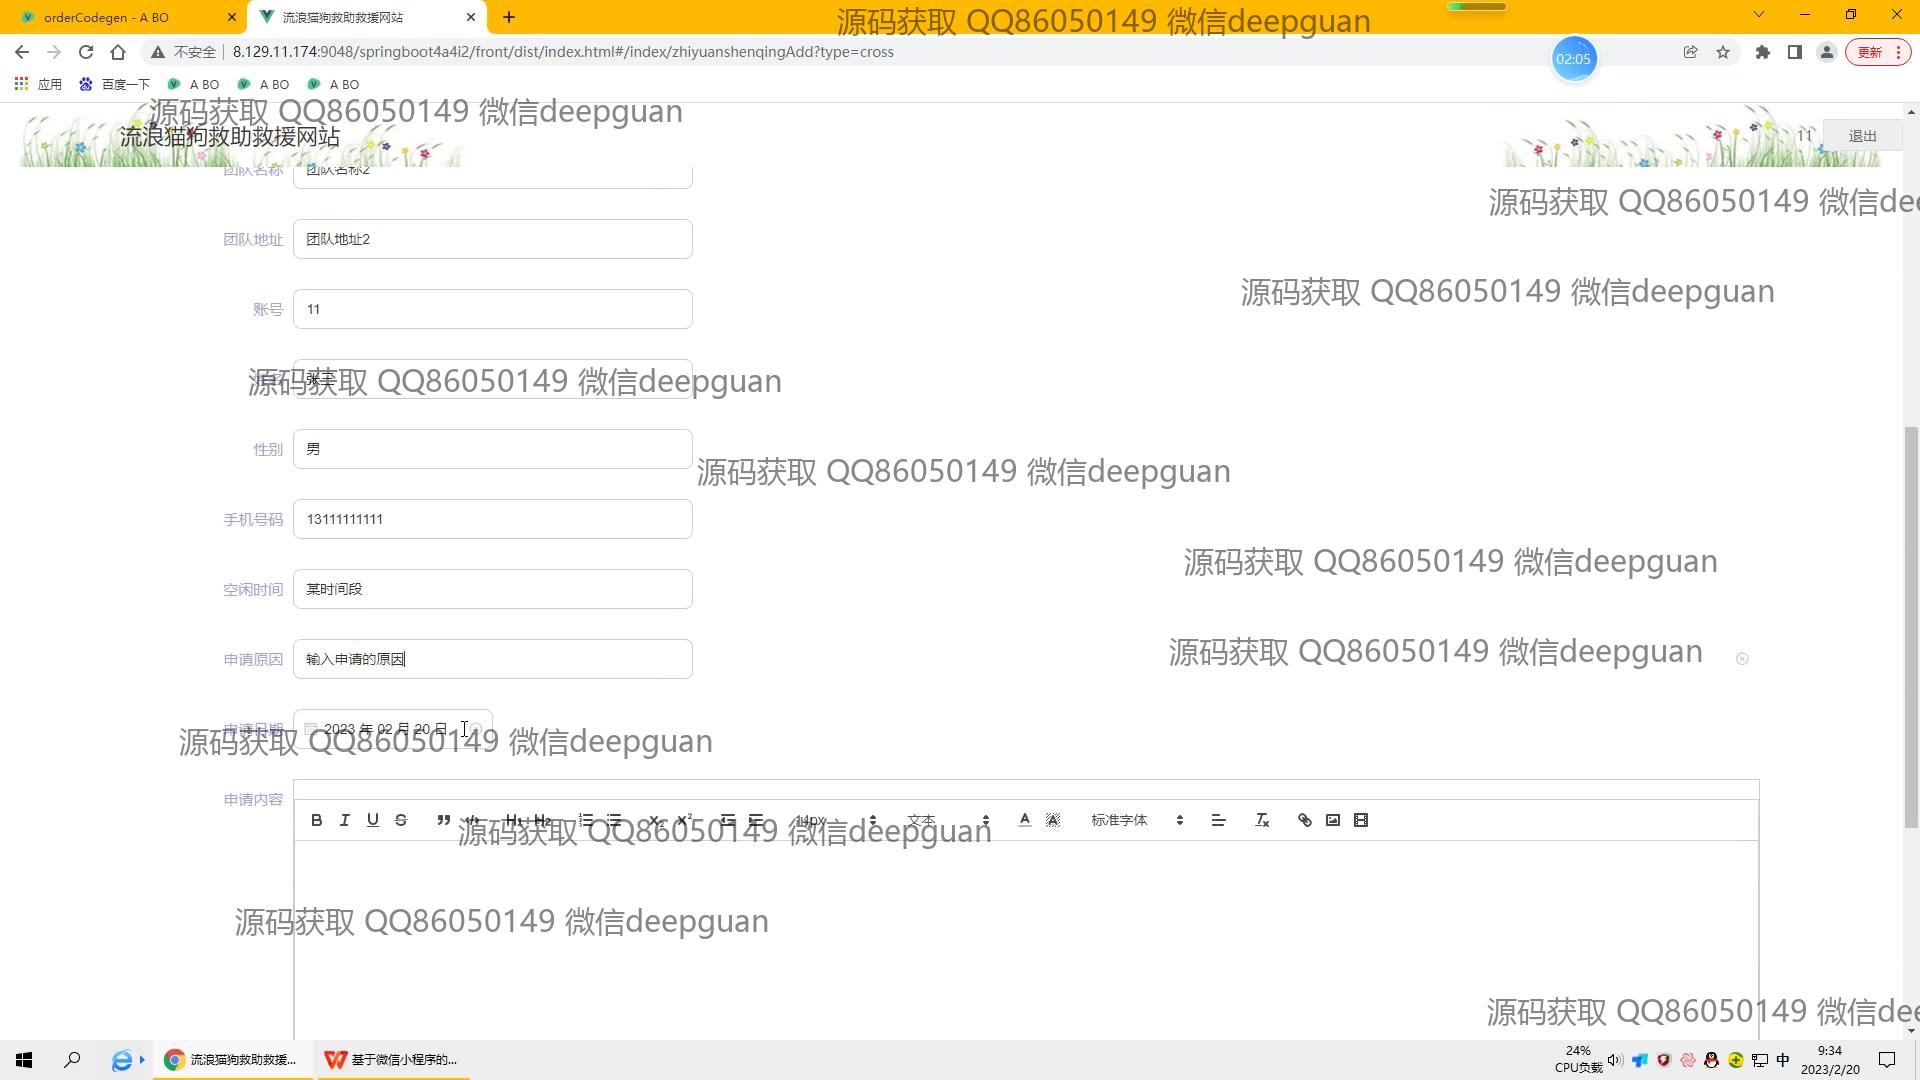 orderCodegen - A BO
流浪猫狗救助救援网站
源码获取 QQ86050149 微信deepguan
不安全
8.129.11.174:9048/springboot4a4i2/front/dist/index.html#/index/zhiyuanshenqingAdd?type=cross
02:05
更新
应用
百度一下
A BO
A BO
A BO
源码获取 QQ86050149 微信deepguan
流浪猫狗救助救援网站
11
退出
团队名称
团队名称2
源码获取 QQ86050149 微信dee
团队地址
团队地址2
源码获取 QQ86050149 微信deepguan
账号
11
张三
源码获取 QQ86050149 微信deepguan
性别
男
源码获取 QQ86050149 微信deepguan
手机号码
13111111111
源码获取 QQ86050149 微信deepguan
空闲时间
某时间段
申请原因
输入申请的原因
源码获取 QQ86050149 微信deepguan
申请日期
2023 年 02 月 20 日
源码获取 QQ86050149 微信deepguan
申请内容
B I U S H1 H2 X2 X2 14px 文本 A A 标准字体
源码获取 QQ86050149 微信deepguan
源码获取 QQ86050149 微信deepguan
源码获取 QQ86050149 微信dee
流浪猫狗救助救援...
基于微信小程序的...
24%
CPU负载
中
9:34
2023/2/20